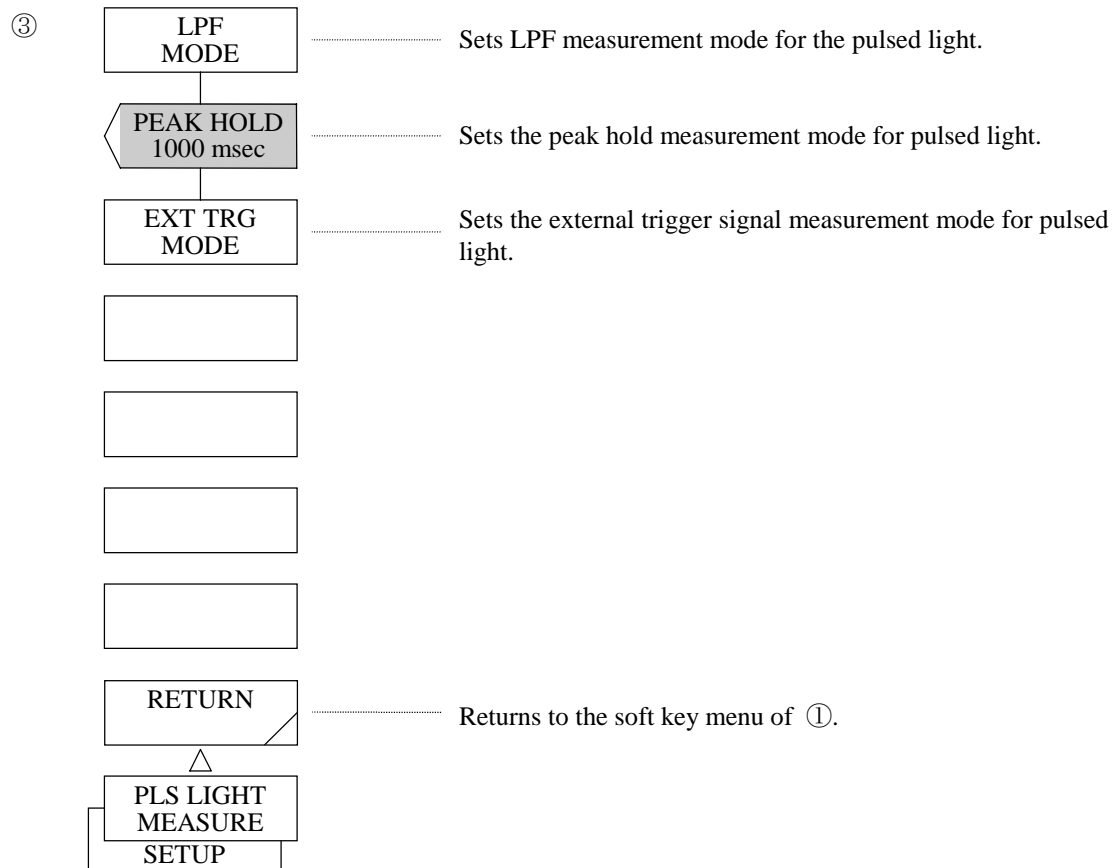 ③
LPF
MODE
Sets LPF measurement mode for the pulsed light.
PEAK HOLD
1000 msec
Sets the peak hold measurement mode for pulsed light.
EXT TRG
MODE
Sets the external trigger signal measurement mode for pulsed
light.
RETURN
Returns to the soft key menu of ①.
PLS LIGHT
MEASURE
SETUP